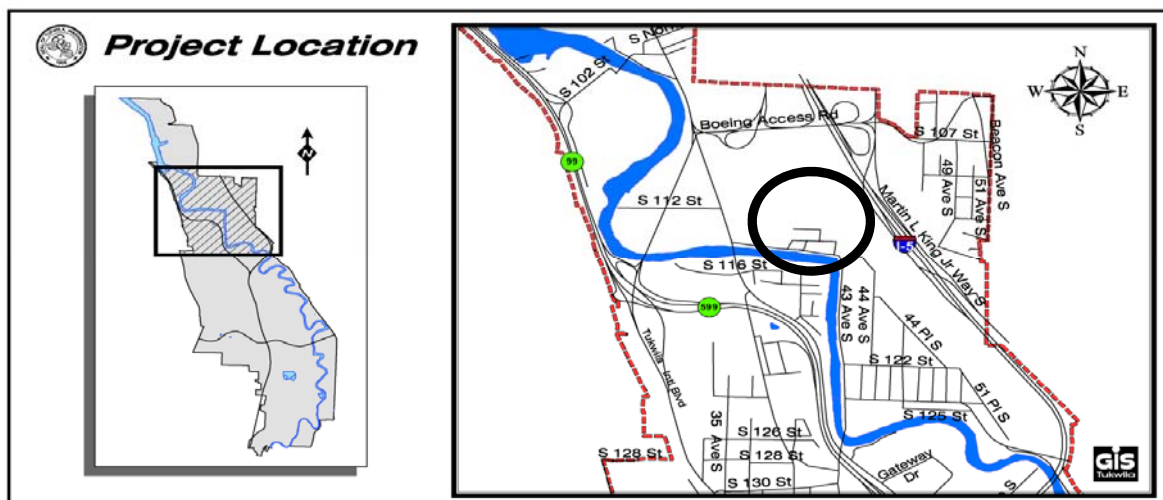 Project Location
N
N
W E
S
S 102 St
S Nor
Boeing Access Rd
S 107 St
Beacon Ave S
49 Ave S
51 Ave S
99
S 112 St
Martin L King Jr Way S
I-5
S 116 St
44 Ave S
43 Ave S
599
Tukwila Intl Blvd
44 Pl S
S 122 St
51 Pl S
S 125 St
35 Ave S
S 126 St
S 128 St
S 128 St
S 130 St
Gateway
Dr
S
GIS
Tukwila